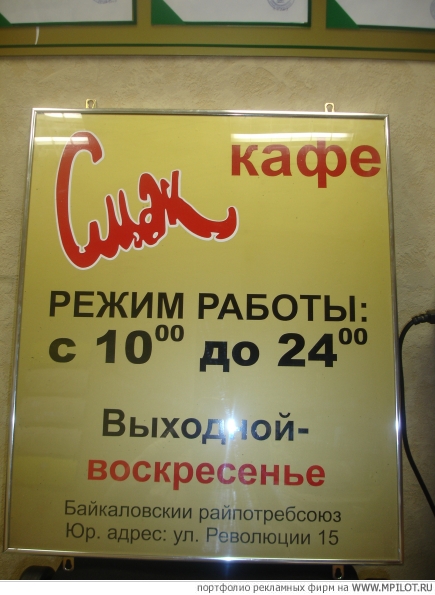 кафе
Смак
РЕЖИМ РАБОТЫ:
с 10⁰⁰ до 24⁰⁰
Выходной-
воскресенье
Байкаловский райпотребсоюз
Юр. адрес: ул. Революции 15
портфолио рекламных фирм на WWW.MPILOT.RU